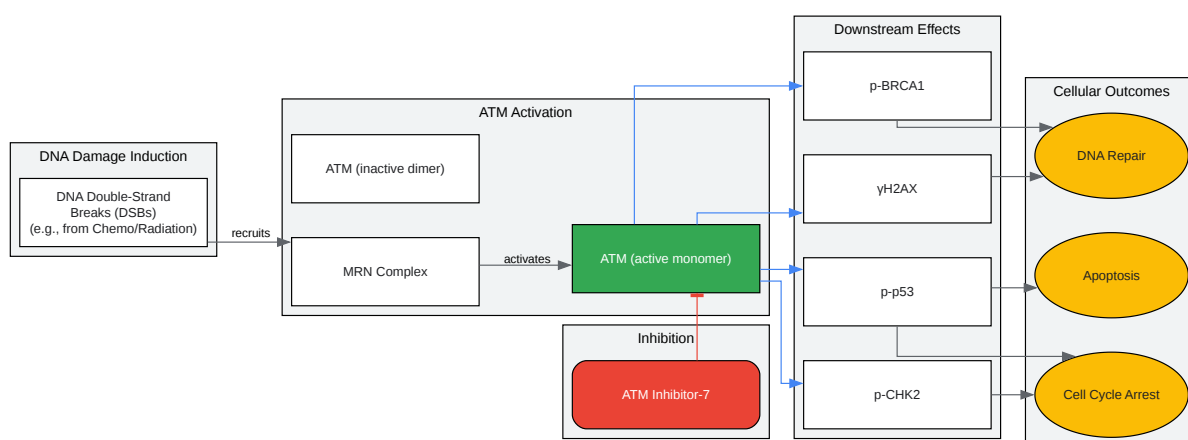 DNA Damage Induction
DNA Double-Strand
Breaks (DSBs)
(e.g., from Chemo/Radiation)
recruits
ATM Activation
ATM (inactive dimer)
MRN Complex
activates
ATM (active monomer)
Inhibition
ATM Inhibitor-7
Downstream Effects
p-BRCA1
γH2AX
p-p53
p-CHK2
Cellular Outcomes
DNA Repair
Apoptosis
Cell Cycle Arrest